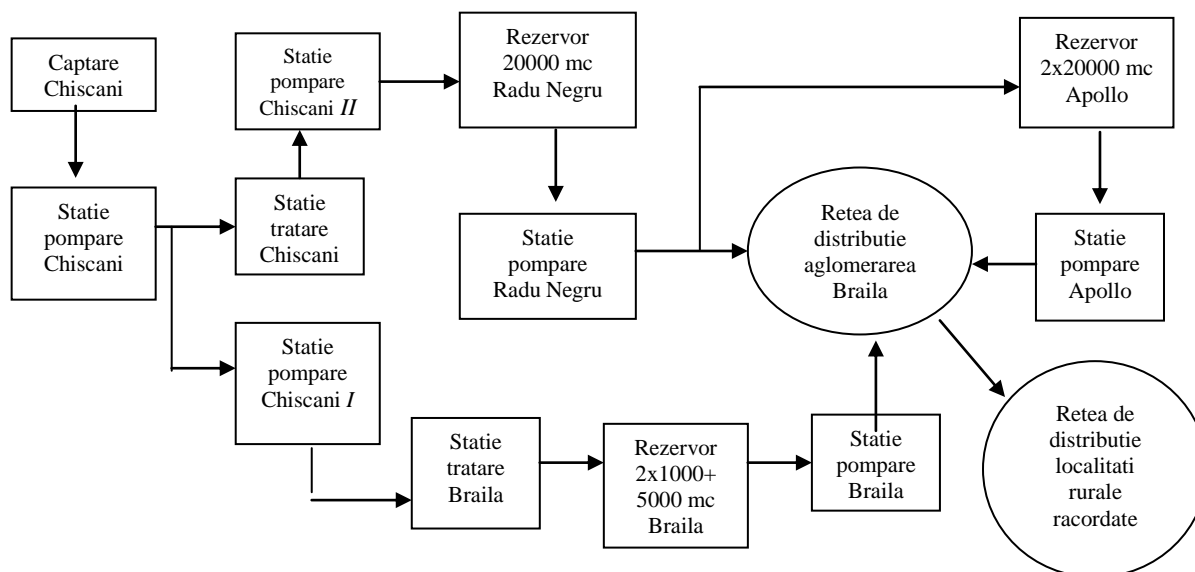 Captare
Chiscani
Statie
pompare
Chiscani II
Rezervor
20000 mc
Radu Negru
Rezervor
2x20000 mc
Apollo
Statie
pompare
Chiscani
Statie
tratare
Chiscani
Statie
pompare
Radu Negru
Retea de
distributie
aglomerarea
Braila
Statie
pompare
Apollo
Statie
pompare
Chiscani I
Statie
tratare
Braila
Rezervor
2x1000+
5000 mc
Braila
Statie
pompare
Braila
Retea de
distributie
localitati
rurale
racordate